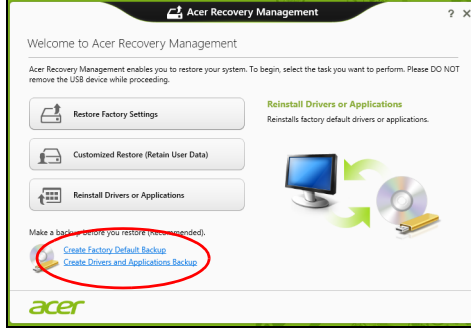 Acer Recovery Management
? X
Welcome to Acer Recovery Management
Acer Recovery Management enables you to restore your system. To begin, select the task you want to perform. Please DO NOT
remove the USB device while proceeding.
Restore Factory Settings
Customized Restore (Retain User Data)
Reinstall Drivers or Applications
Reinstall Drivers or Applications
Reinstalls factory default drivers or applications.
Make a backup before you restore (Recommended).
Create Factory Default Backup
Create Drivers and Applications Backup
acer